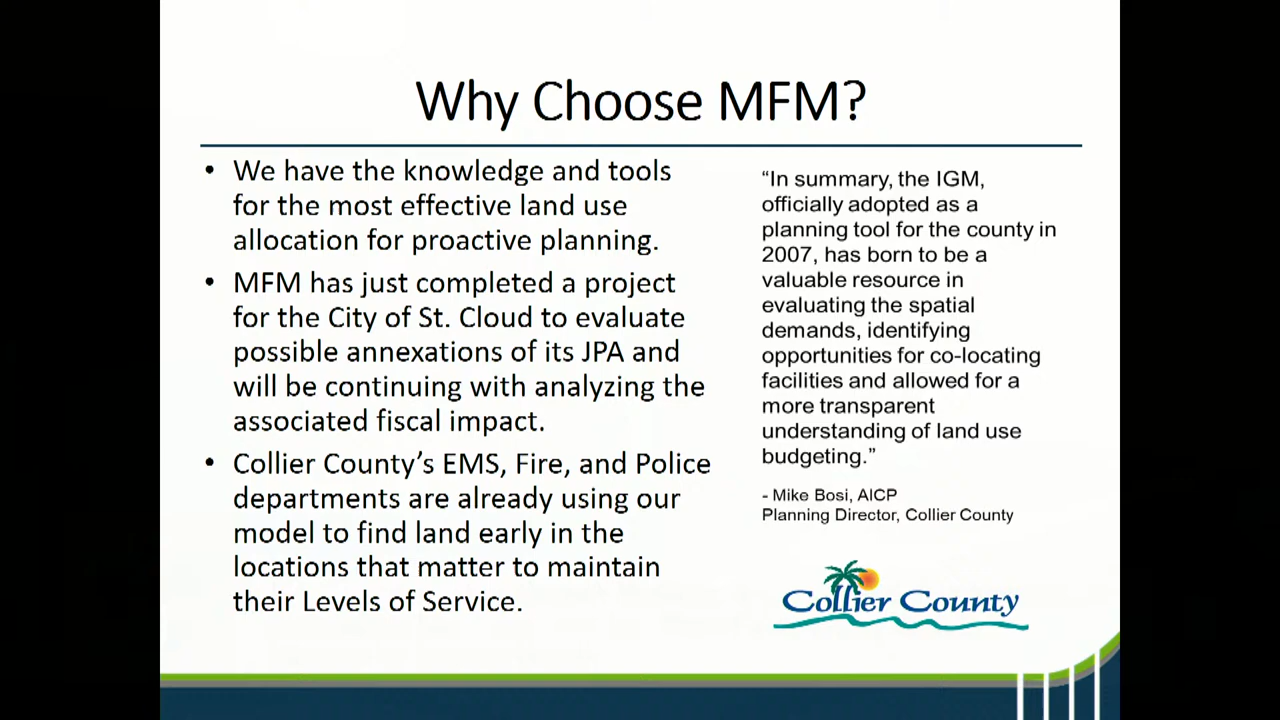 Why Choose MFM?
• We have the knowledge and tools
for the most effective land use
allocation for proactive planning.
• MFM has just completed a project
for the City of St. Cloud to evaluate
possible annexations of its JPA and
will be continuing with analyzing the
associated fiscal impact.
• Collier County’s EMS, Fire, and Police
departments are already using our
model to find land early in the
locations that matter to maintain
their Levels of Service.
“In summary, the IGM,
officially adopted as a
planning tool for the county in
2007, has born to be a
valuable resource in
evaluating the spatial
demands, identifying
opportunities for co-locating
facilities and allowed for a
more transparent
understanding of land use
budgeting.”
- Mike Bosi, AICP
Planning Director, Collier County
Collier County